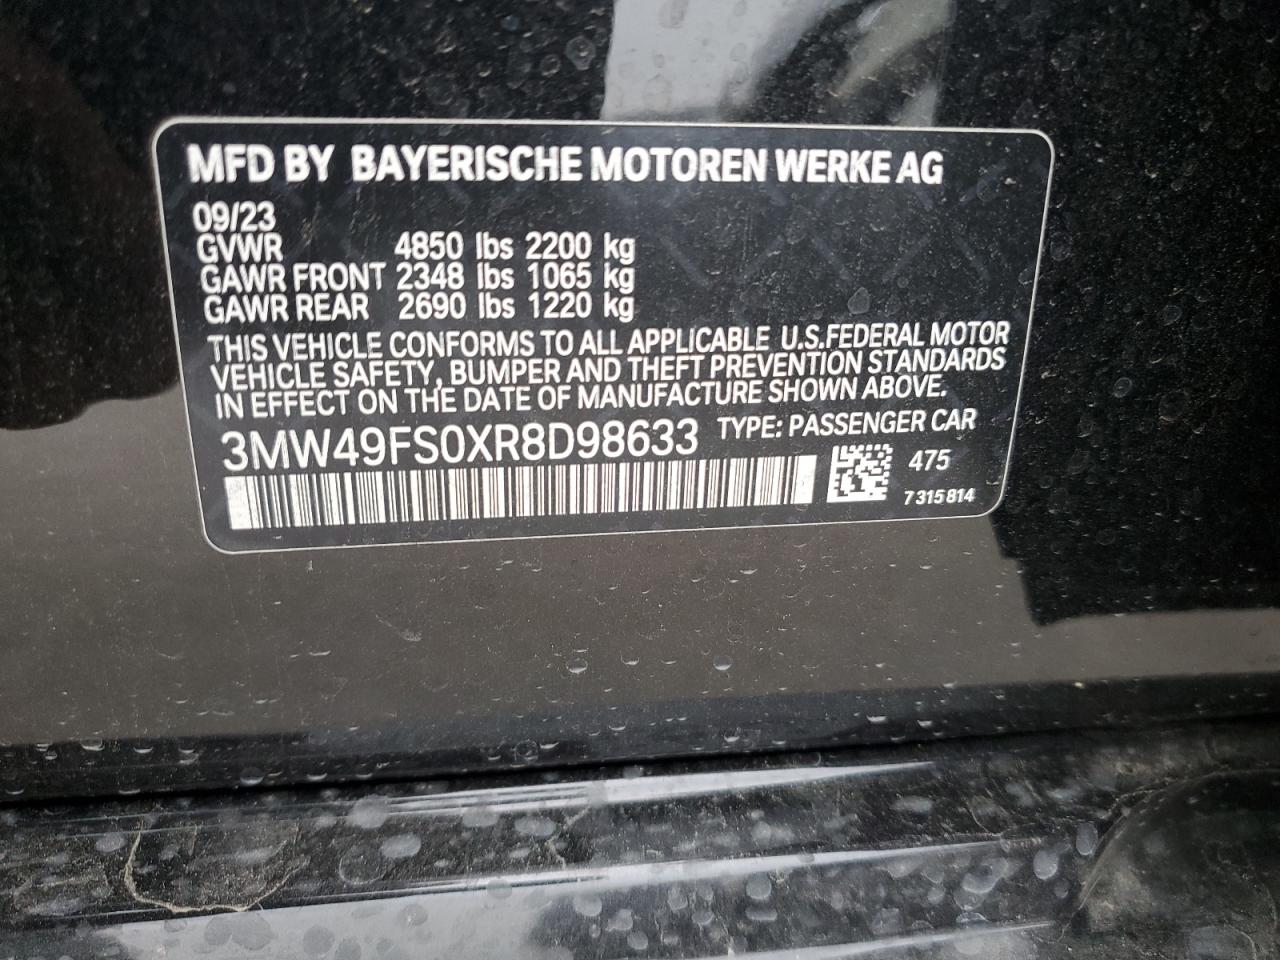 MFD BY BAYERISCHE MOTOREN WERKE AG
09/23
GVWR 4850 lbs 2200 kg
GAWR FRONT 2348 lbs 1065 kg
GAWR REAR 2690 lbs 1220 kg
THIS VEHICLE CONFORMS TO ALL APPLICABLE U.S.FEDERAL MOTOR
VEHICLE SAFETY, BUMPER AND THEFT PREVENTION STANDARDS
IN EFFECT ON THE DATE OF MANUFACTURE SHOWN ABOVE.
3MW49FS0XR8D98633 TYPE: PASSENGER CAR
475
7315814